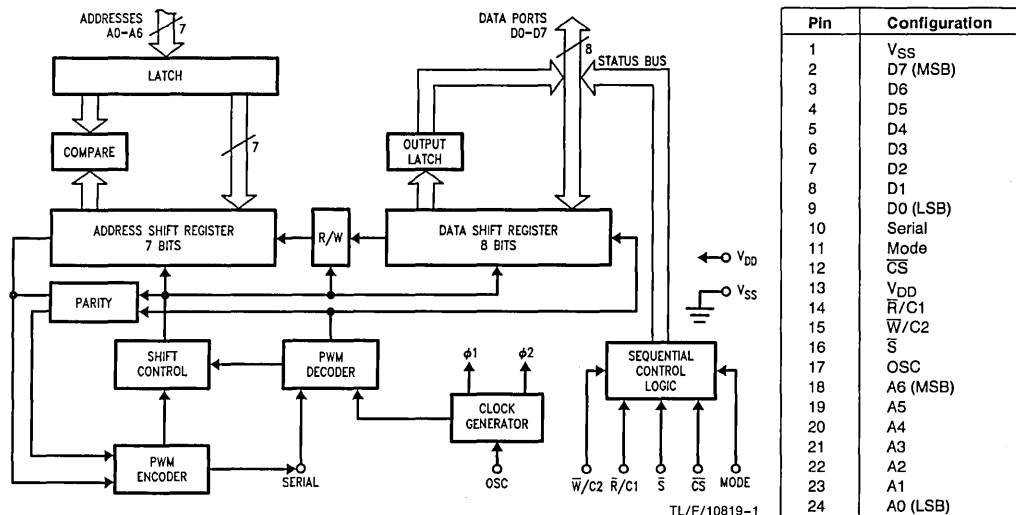 ADDRESSES
A0–A6
7
LATCH
7
COMPARE
ADDRESS SHIFT REGISTER
7 BITS
R/W
DATA PORTS
D0–D7
8
STATUS BUS
OUTPUT
LATCH
DATA SHIFT REGISTER
8 BITS
PARITY
SHIFT
CONTROL
PWM
DECODER
PWM
ENCODER
SERIAL
ϕ1
ϕ2
CLOCK
GENERATOR
OSC
VDD
VSS
SEQUENTIAL
CONTROL
LOGIC
W̅/C2
R̅/C1
S̅
C̅S̅
MODE
TL/F/10819–1
Pin Configuration
1 VSS
2 D7 (MSB)
3 D6
4 D5
5 D4
6 D3
7 D2
8 D1
9 D0 (LSB)
10 Serial
11 Mode
12 C̅S̅
13 VDD
14 R̅/C1
15 W̅/C2
16 S̅
17 OSC
18 A6 (MSB)
19 A5
20 A4
21 A3
22 A2
23 A1
24 A0 (LSB)